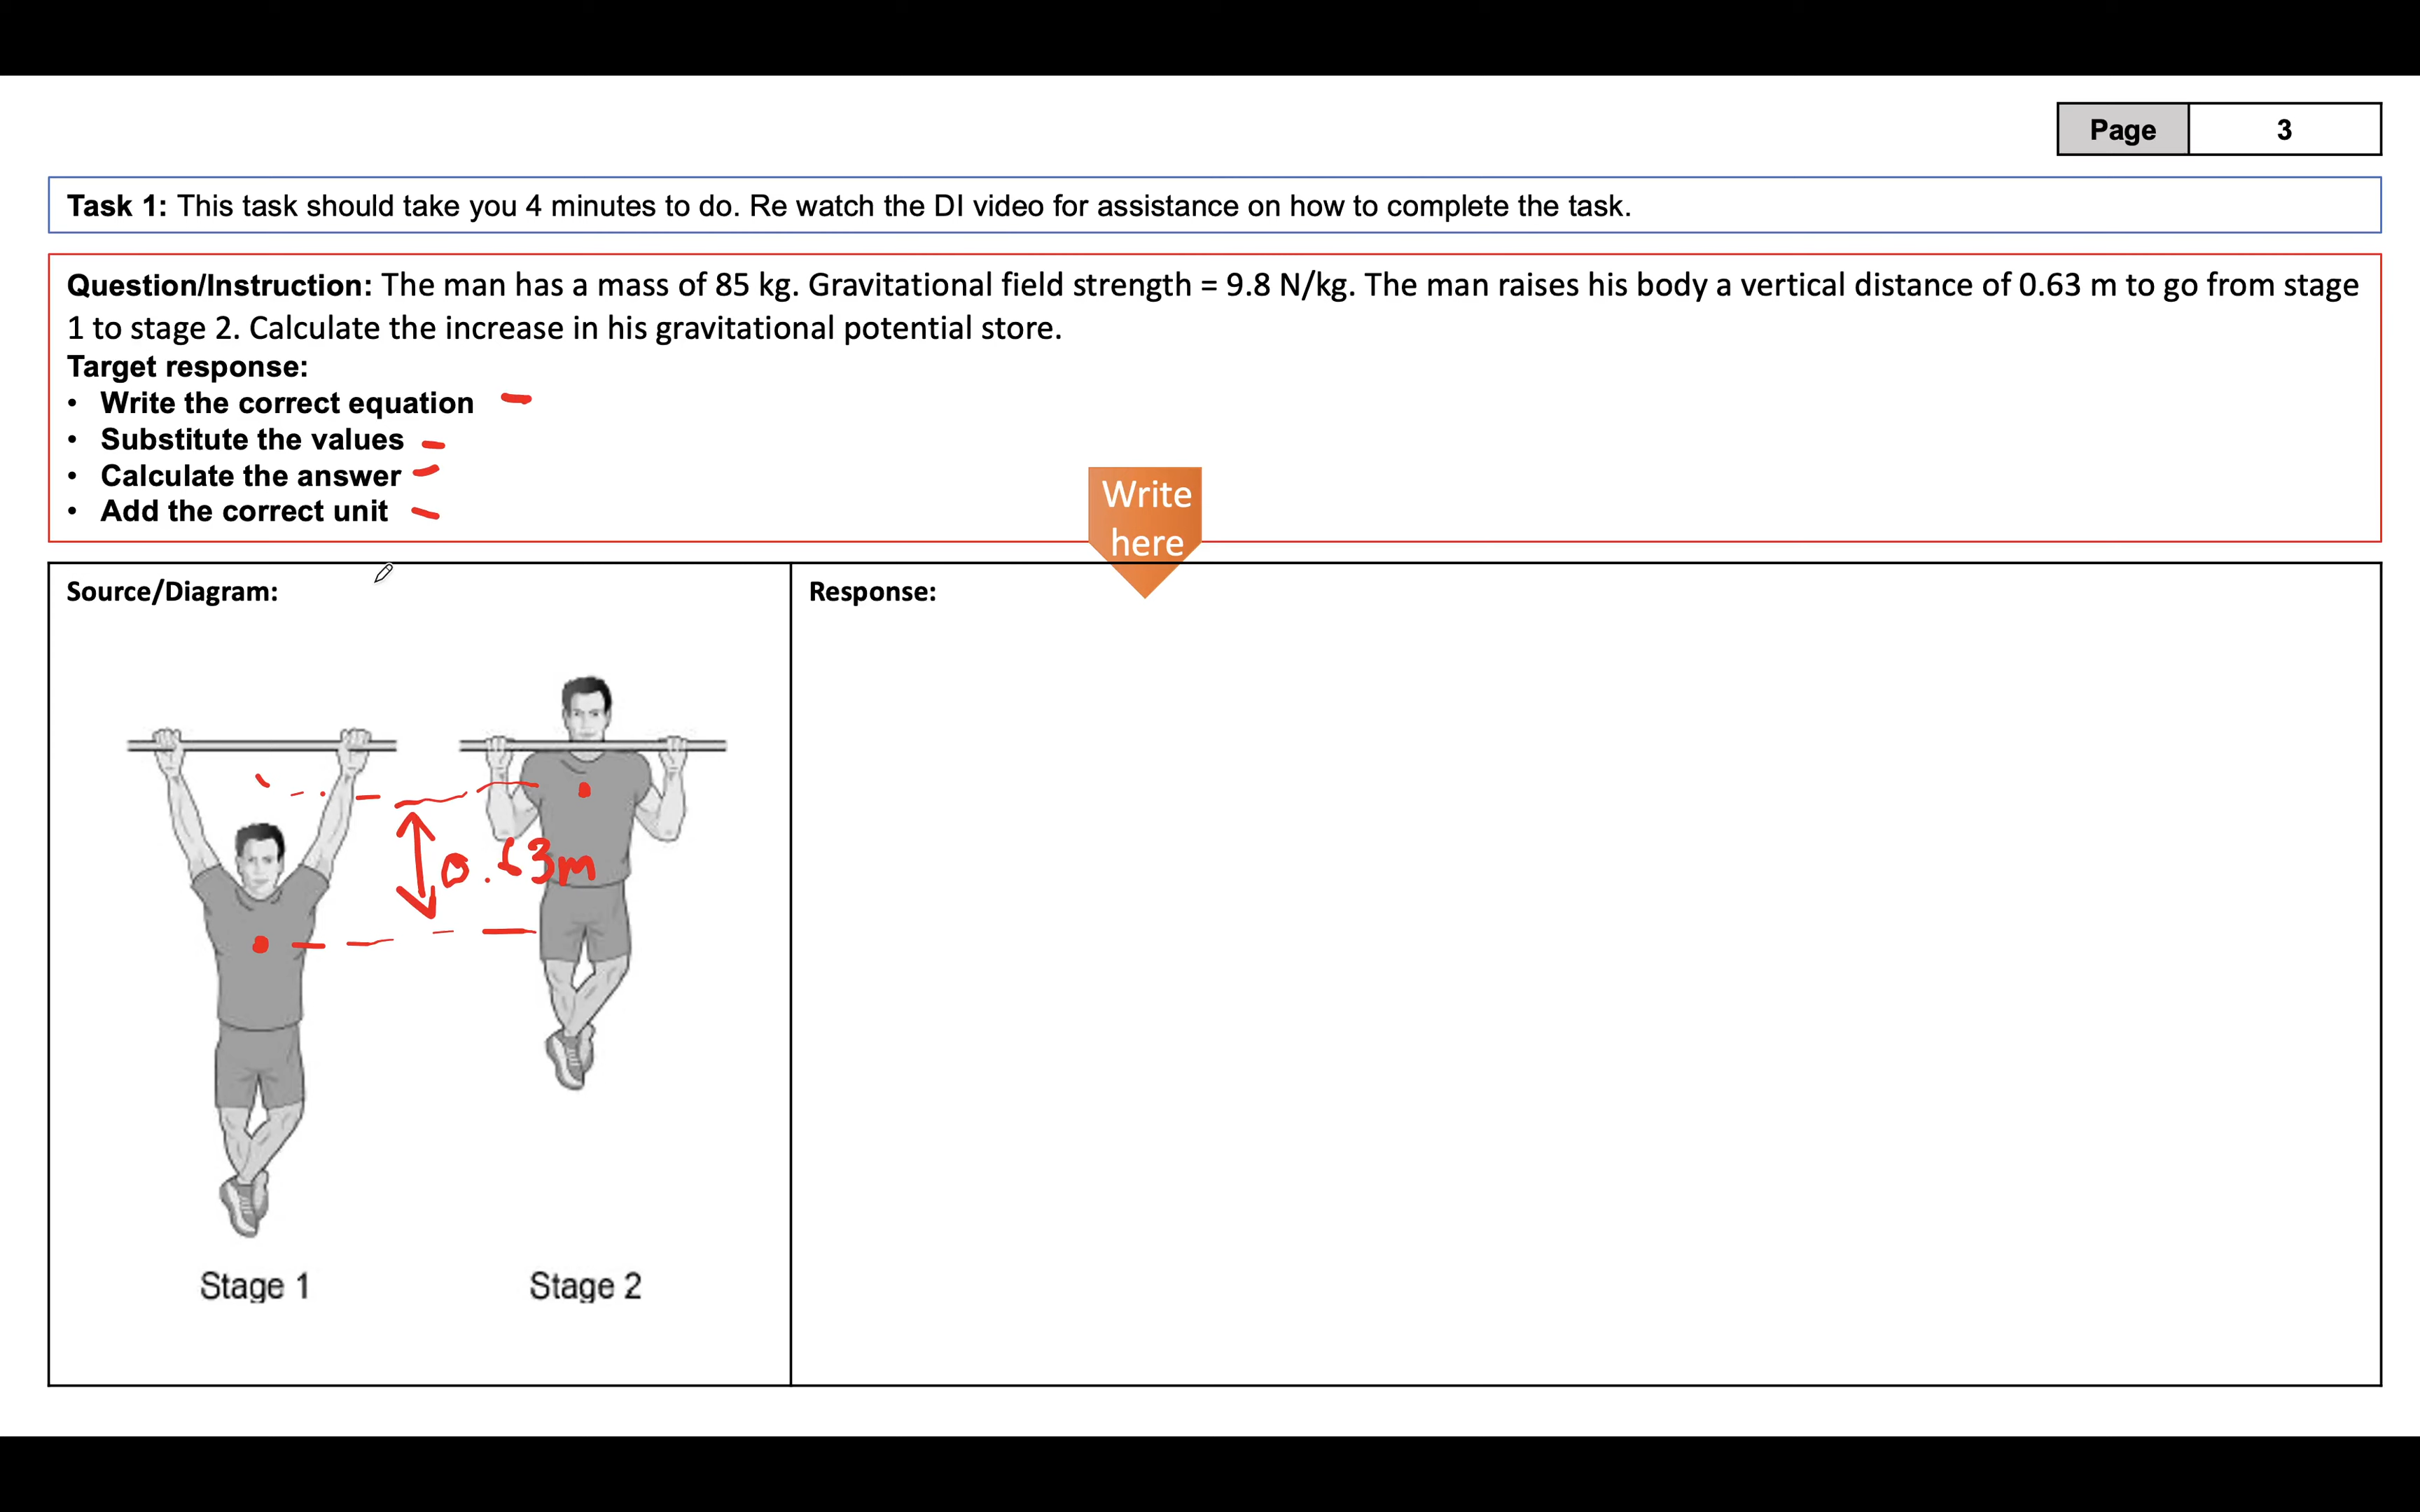 Page 3
Task 1: This task should take you 4 minutes to do. Re watch the DI video for assistance on how to complete the task.
Question/Instruction: The man has a mass of 85 kg. Gravitational field strength = 9.8 N/kg. The man raises his body a vertical distance of 0.63 m to go from stage
1 to stage 2. Calculate the increase in his gravitational potential store.
Target response:
• Write the correct equation
• Substitute the values
• Calculate the answer
• Add the correct unit
Write
here
Source/Diagram:
Response:
0.63m
Stage 1
Stage 2